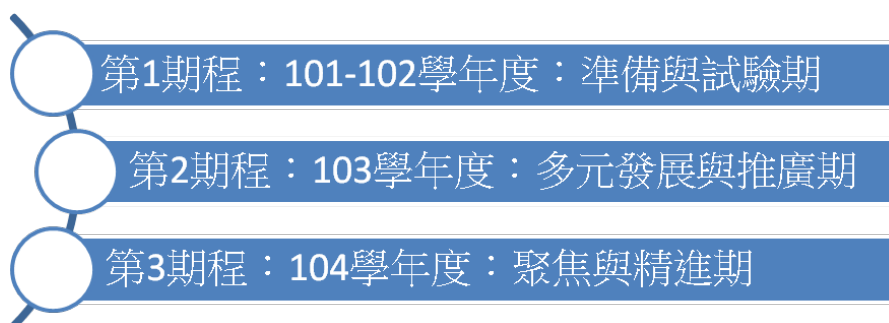 第1期程：101-102學年度：準備與試驗期
第2期程：103學年度：多元發展與推廣期
第3期程：104學年度：聚焦與精進期